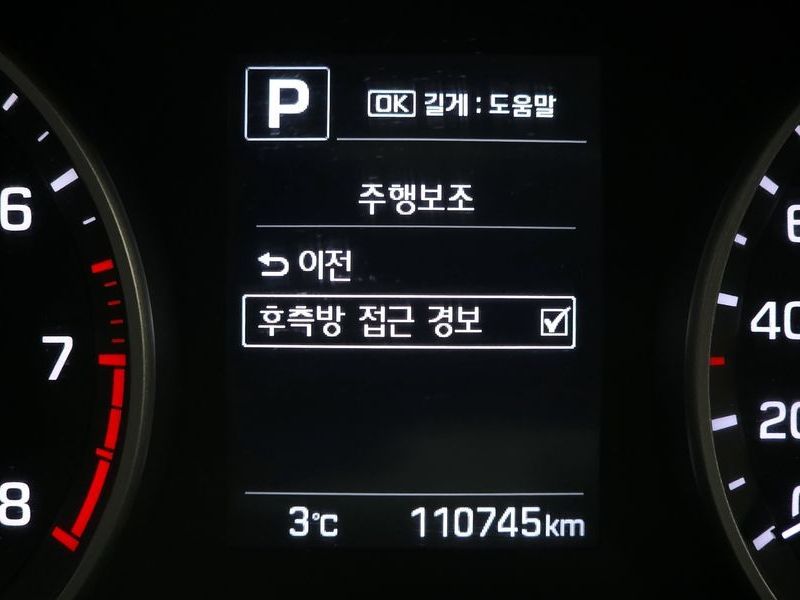 P
OK 길게 : 도움말
주행보조
이전
후측방 접근 경보
3°C 110745km
6
7
8
40
20